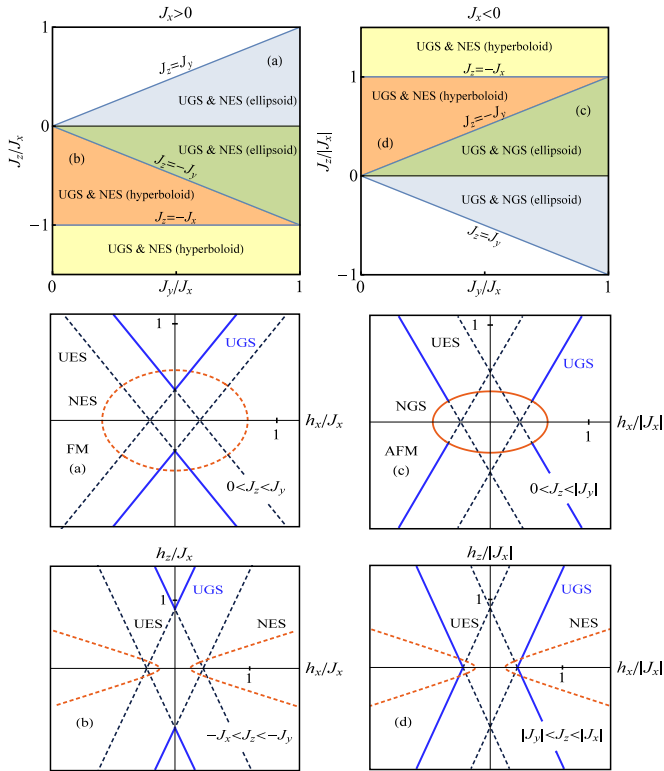 J_x>0
1
J_z=J_y
(a)
UGS & NES (ellipsoid)
0
J_z/J_x
(b)
UGS & NES (ellipsoid)
J_z=−J_y
UGS & NES (hyperboloid)
J_z=−J_x
−1
UGS & NES (hyperboloid)
0
J_y/J_x
1
J_x<0
UGS & NES (hyperboloid)
J_z=−J_x
1
UGS & NES (hyperboloid)
J_z=−J_y
(c)
(d)
J_z/|J_x|
UGS & NGS (ellipsoid)
0
UGS & NGS (ellipsoid)
J_z=J_y
−1
0
J_y/J_x
1
1
UES
UGS
NES
h_x/J_x
1
FM
(a)
0<J_z<J_y
1
UES
UGS
NGS
h_x/|J_x|
1
AFM
(c)
0<J_z<|J_y|
h_z/J_x
1
UGS
UES
NES
h_x/J_x
1
(b)
−J_x<J_z<−J_y
h_z/|J_x|
1
UGS
UES
NES
h_x/|J_x|
1
(d)
|J_y|<J_z<|J_x|